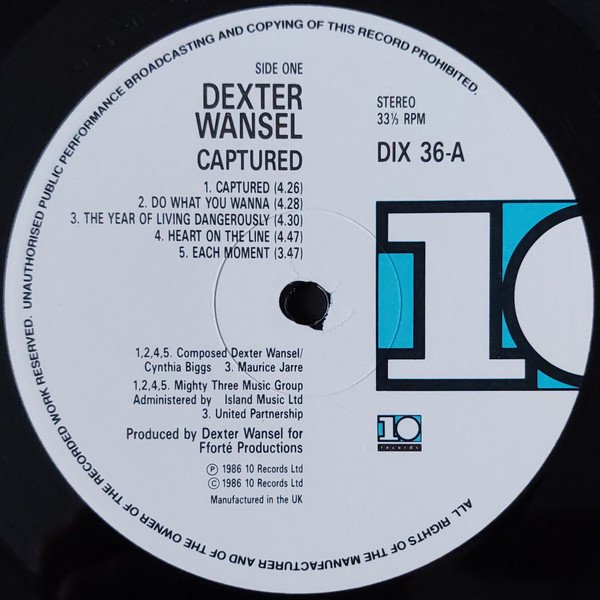 UNAUTHORISED PUBLIC PERFORMANCE BROADCASTING AND COPYING OF THIS RECORD PROHIBITED.
SIDE ONE
DEXTER
WANSEL
CAPTURED
1. CAPTURED (4.26)
2. DO WHAT YOU WANNA (4.28)
3. THE YEAR OF LIVING DANGEROUSLY (4.30)
4. HEART ON THE LINE (4.47)
5. EACH MOMENT (3.47)
STEREO
33⅓ RPM
DIX 36-A
10
1,2,4,5. Composed Dexter Wansel/
Cynthia Biggs 3. Maurice Jarre
1,2,4,5. Mighty Three Music Group
Administered by Island Music Ltd
3. United Partnership
Produced by Dexter Wansel for
Fforté Productions
℗ 1986 10 Records Ltd
© 1986 10 Records Ltd
Manufactured in the UK
10
records
ALL RIGHTS OF THE MANUFACTURER AND OF THE OWNER OF THE RECORDED WORK RESERVED.